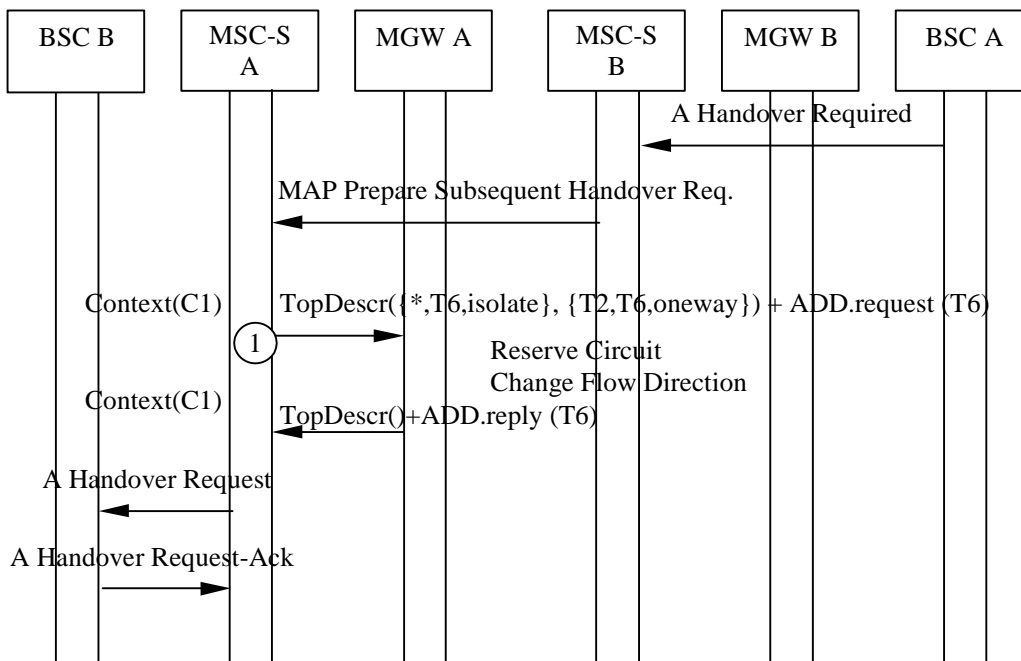 BSC B
MSC-S
A
MGW A
MSC-S
B
MGW B
BSC A
A Handover Required
MAP Prepare Subsequent Handover Req.
Context(C1)
TopDescr({*,T6,isolate}, {T2,T6,oneway}) + ADD.request (T6)
1
Reserve Circuit
Change Flow Direction
Context(C1)
TopDescr()+ADD.reply (T6)
A Handover Request
A Handover Request-Ack